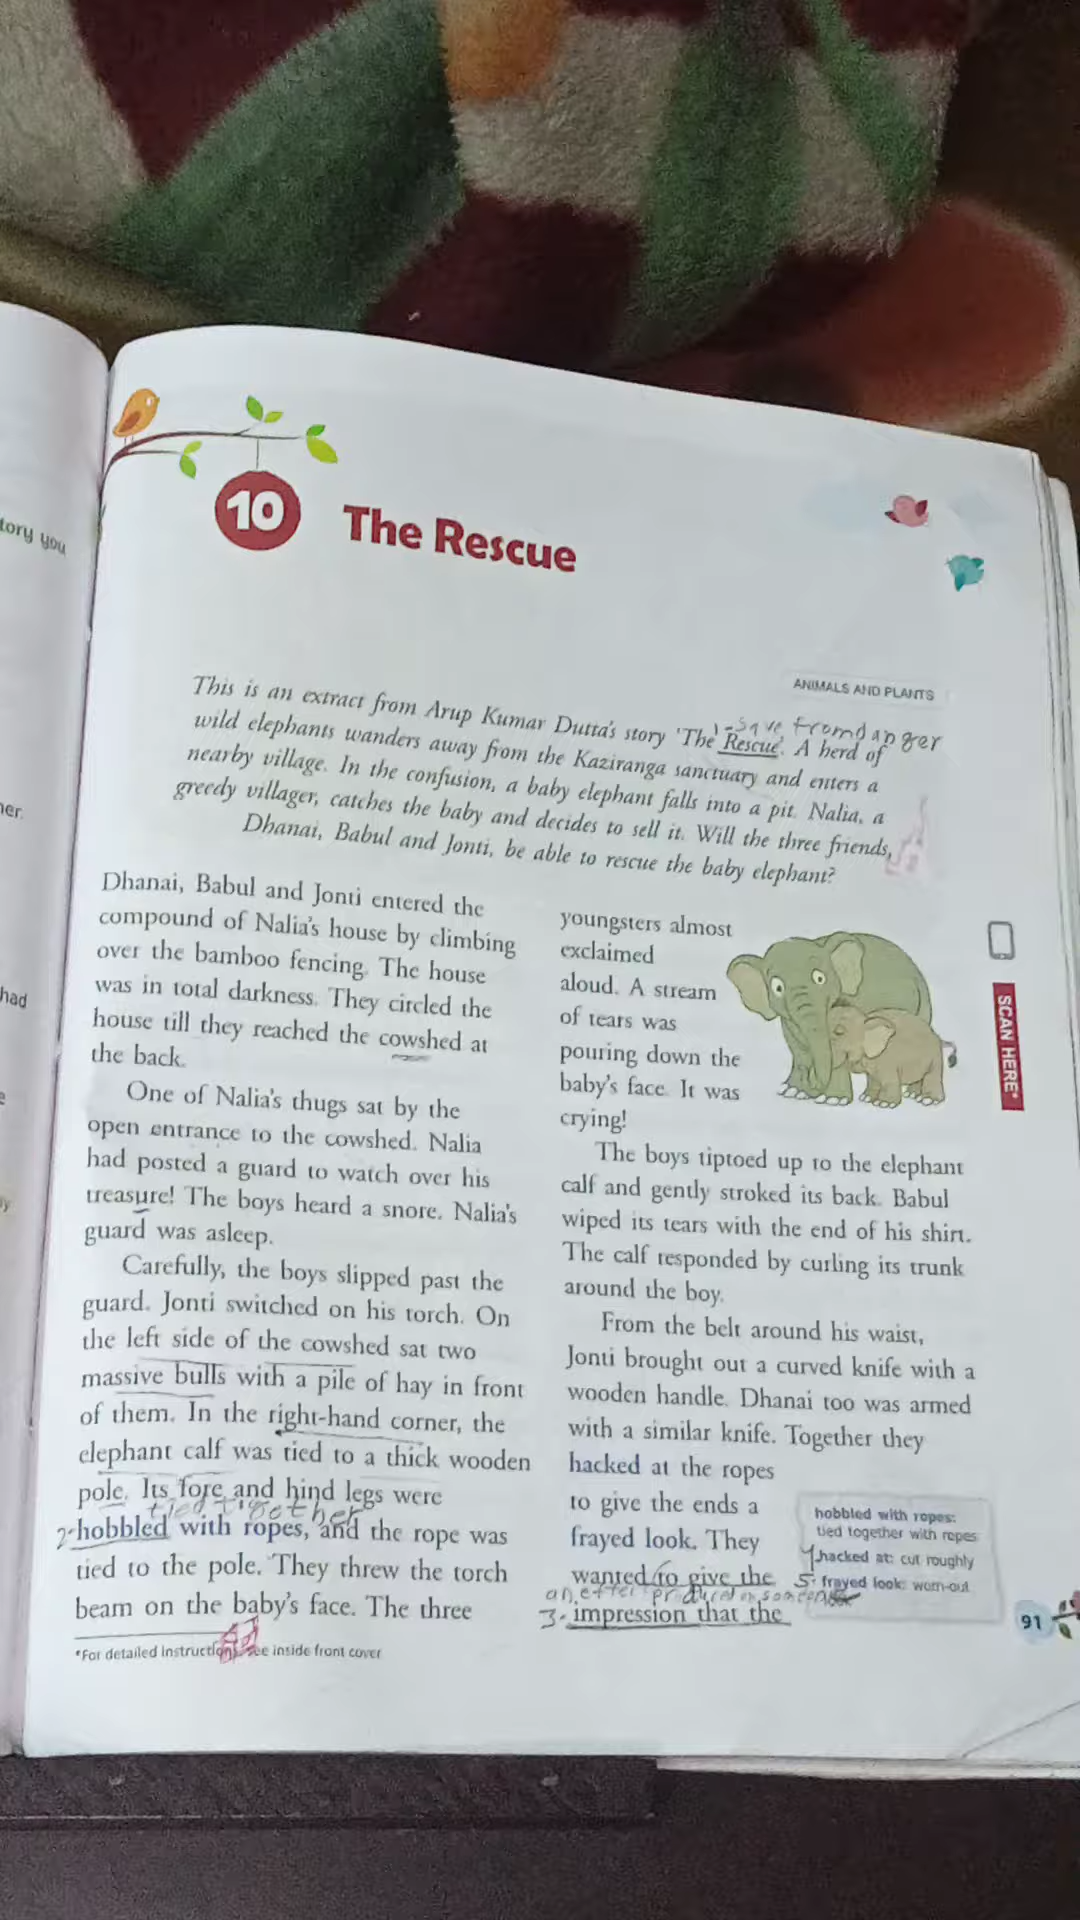 tory you
her.
had
10
The Rescue
ANIMALS AND PLANTS
1- save from danger
This is an extract from Arup Kumar Dutta's story 'The Rescue'. A herd of
wild elephants wanders away from the Kaziranga sanctuary and enters a
nearby village. In the confusion, a baby elephant falls into a pit. Nalia, a
greedy villager, catches the baby and decides to sell it. Will the three friends,
Dhanai, Babul and Jonti, be able to rescue the baby elephant?
Dhanai, Babul and Jonti entered the
compound of Nalia's house by climbing
over the bamboo fencing. The house
was in total darkness. They circled the
house till they reached the cowshed at
the back.
One of Nalia's thugs sat by the
open entrance to the cowshed. Nalia
had posted a guard to watch over his
treasure! The boys heard a snore. Nalia's
guard was asleep.
Carefully, the boys slipped past the
guard. Jonti switched on his torch. On
the left side of the cowshed sat two
massive bulls with a pile of hay in front
of them. In the right-hand corner, the
elephant calf was tied to a thick wooden
pole. Its fore and hind legs were
tied together
2- hobbled with ropes, and the rope was
tied to the pole. They threw the torch
beam on the baby's face. The three
*For detailed instructions, see inside front cover
youngsters almost
exclaimed
aloud. A stream
of tears was
pouring down the
baby's face. It was
crying!
The boys tiptoed up to the elephant
calf and gently stroked its back. Babul
wiped its tears with the end of his shirt.
The calf responded by curling its trunk
around the boy.
From the belt around his waist,
Jonti brought out a curved knife with a
wooden handle. Dhanai too was armed
with a similar knife. Together they
hacked at the ropes
to give the ends a
frayed look. They
wanted to give the
an effet produced on someone
3- impression that the
hobbled with ropes:
tied together with ropes
4 hacked at: cut roughly
5- frayed look: worn-out
SCAN HERE*
91